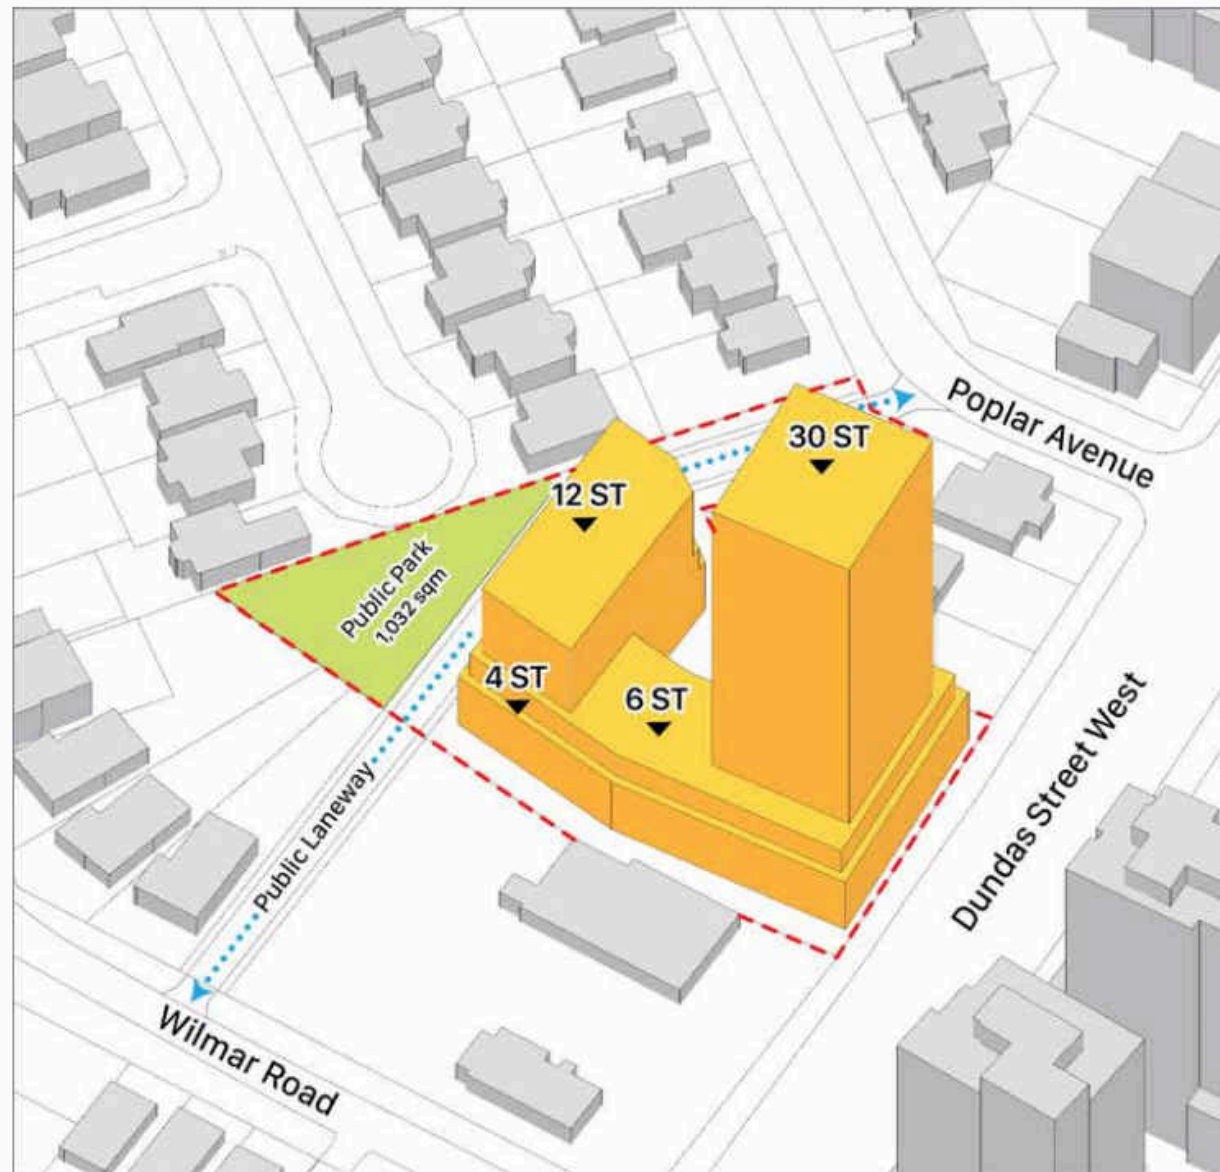 Poplar Avenue
30 ST
12 ST
Public Park
1,032 sqm
4 ST
6 ST
Dundas Street West
Public Laneway
Wilmar Road